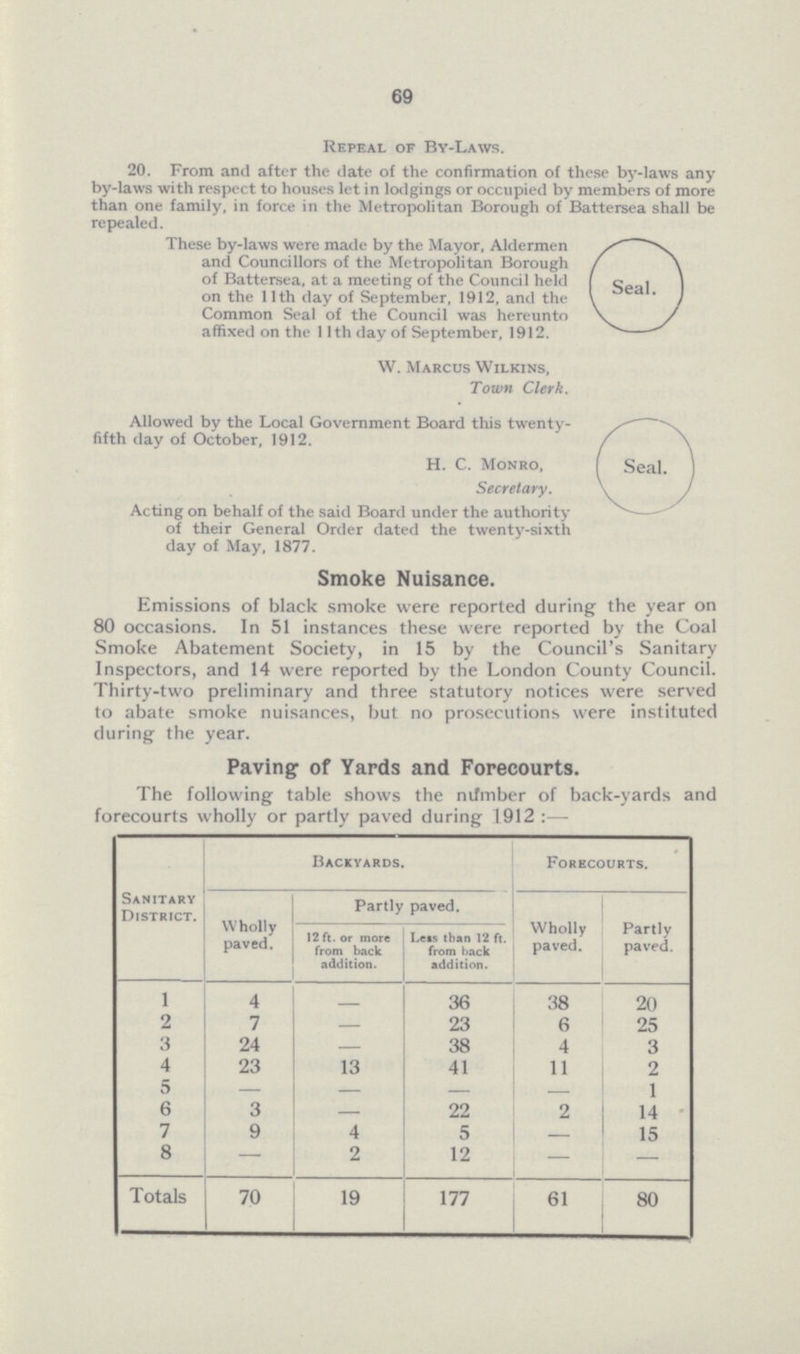 69
REPEAL OF BY-LAWS.
20. From and after the date of the confirmation of these by-laws any
by-laws with respect to houses let in lodgings or occupied by members of more
than one family, in force in the Metropolitan Borough of Battersea shall be
repealed.
These by-laws were made by the Mayor, Aldermen
and Councillors of the Metropolitan Borough
of Battersea, at a meeting of the Council held
on the 11th day of September, 1912, and the
Common Seal of the Council was hereunto
affixed on the 11th day of September, 1912.
Seal.
W. MARCUS WILKINS,
Town Clerk.
Allowed by the Local Government Board this twenty-
fifth day of October, 1912.
H. C. MONRO,
Secretary.
Seal.
Acting on behalf of the said Board under the authority
of their General Order dated the twenty-sixth
day of May, 1877.
Smoke Nuisance.
Emissions of black smoke were reported during the year on
80 occasions. In 51 instances these were reported by the Coal
Smoke Abatement Society, in 15 by the Council's Sanitary
Inspectors, and 14 were reported by the London County Council.
Thirty-two preliminary and three statutory notices were served
to abate smoke nuisances, but no prosecutions were instituted
during the year.
Paving of Yards and Forecourts.
The following table shows the number of back-yards and
forecourts wholly or partly paved during 1912 :—
SANITARY DISTRICT. BACKYARDS. FORECOURTS.
Wholly paved. Partly paved. Wholly paved. Partly paved.
12 ft. or more from back addition. Less than 12 ft. from back addition.
1 4 — 36 38 20
2 7 — 23 6 25
3 24 — 38 4 3
4 23 13 41 11 2
5 — — — — 1
6 3 — 22 2 14
7 9 4 5 — 15
8 — 2 12 — —
Totals 70 19 177 61 80